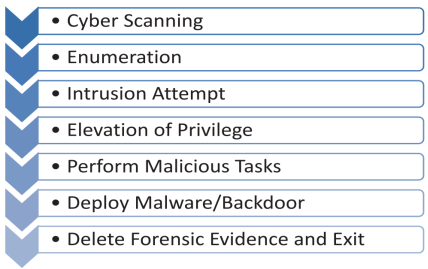 • Cyber Scanning
• Enumeration
• Intrusion Attempt
• Elevation of Privilege
• Perform Malicious Tasks
• Deploy Malware/Backdoor
• Delete Forensic Evidence and Exit